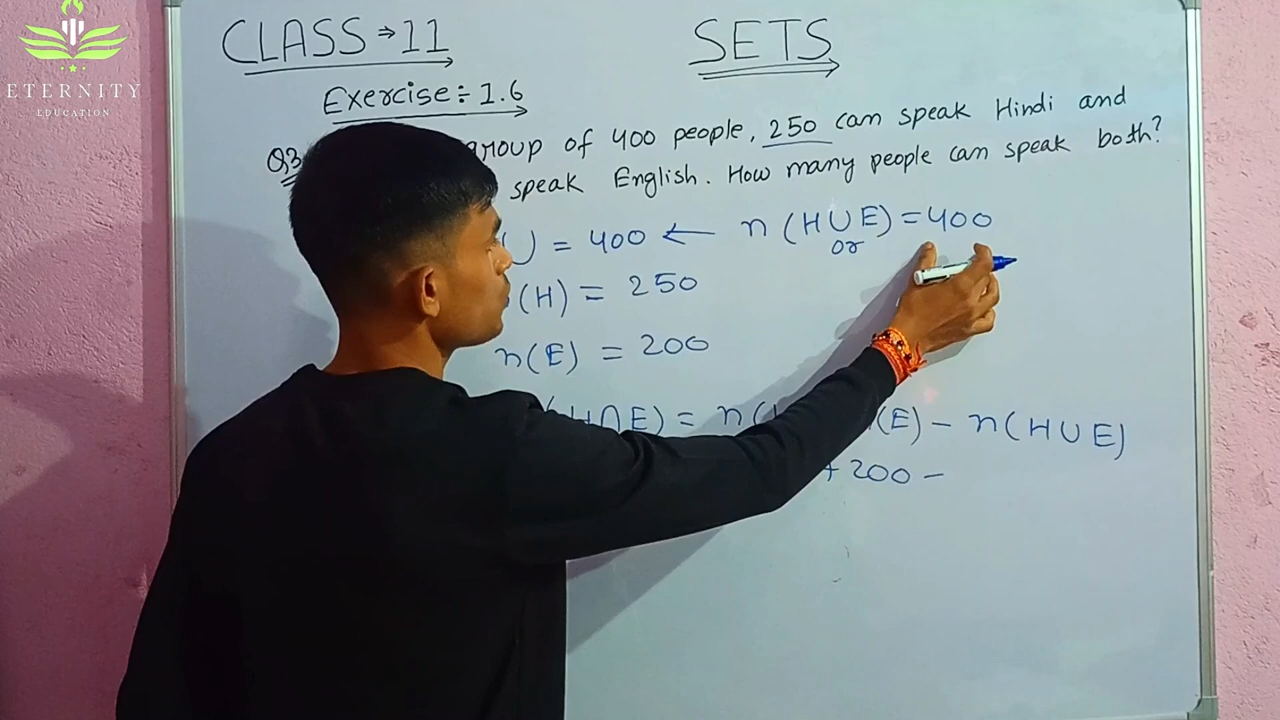 ETERNITY
EDUCATION
CLASS → 11
SETS
Exercise ÷ 1.6
Q3 group of 400 people, 250 can speak Hindi and
speak English. How many people can speak both?
U = 400 ← n (H ∪ E) = 400
or
(H) = 250
n(E) = 200
(H∩E) = n( (E) − n(H ∪ E)
+ 200 −